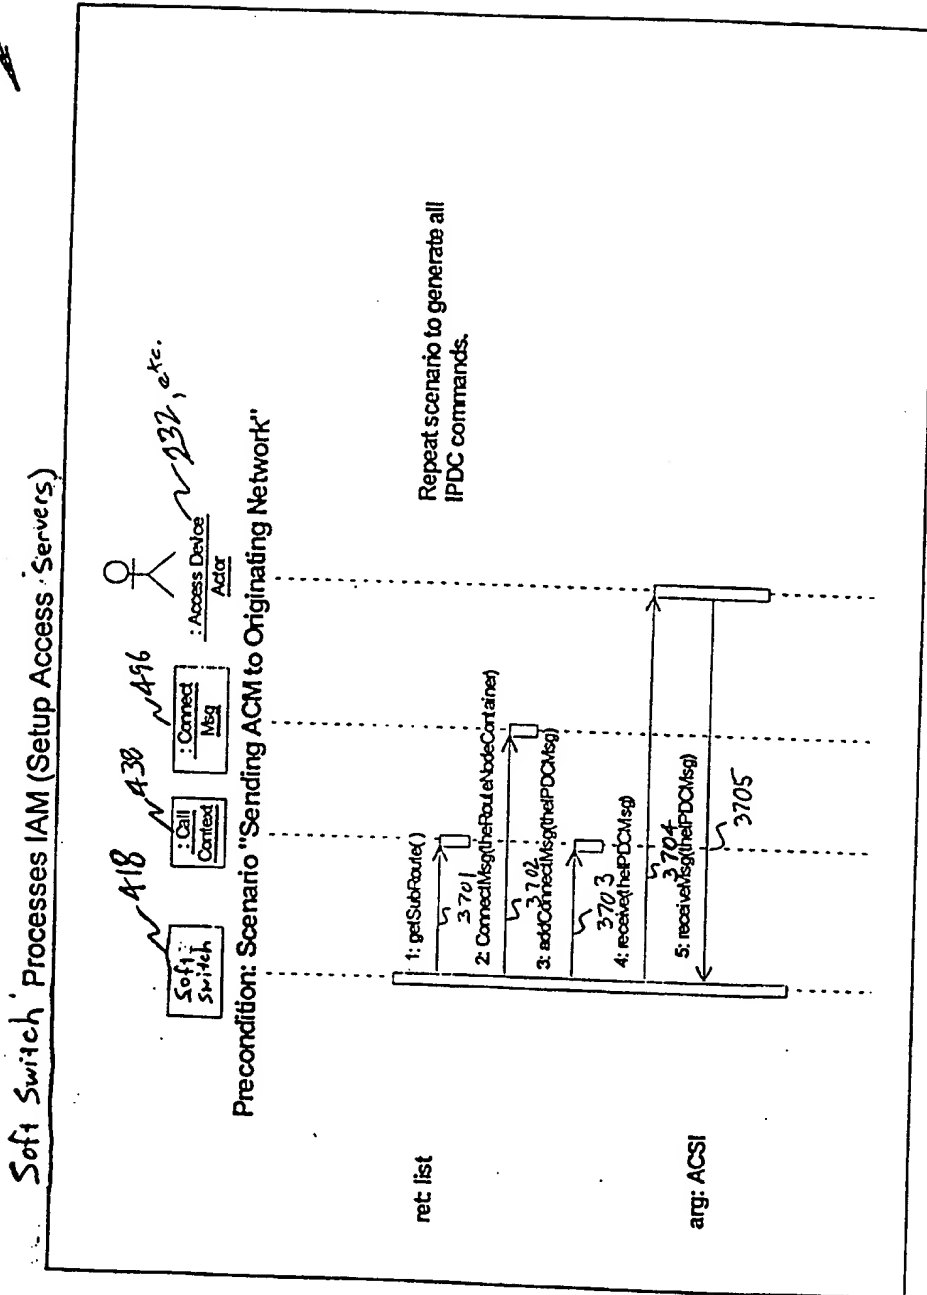 Soft Switch Processes IAM (Setup Access Servers)
418
438
496
232, etc.
Soft
Switch
: Call
Context
: Connect
Msg
: Access Device
Actor
Precondition: Scenario "Sending ACM to Originating Network"
ret: list
1: getSubRoute( )
3701
2: ConnectMsg(theRouteNodeContainer)
3702
3: addConnectMsg(theIPDCMsg)
3703
4: receive(theIPDCMsg)
3704
5: receiveMsg(theIPDCMsg)
3705
arg: ACSI
Repeat scenario to generate all
IPDC commands.